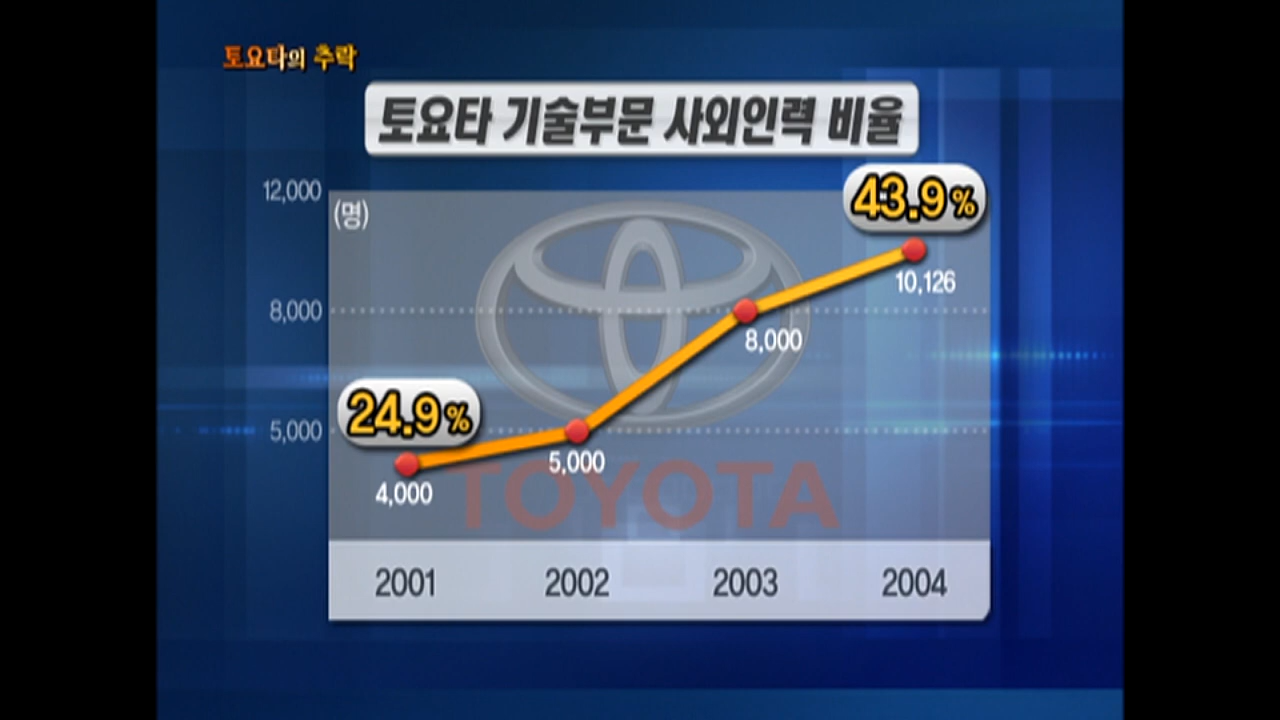 토요타의 추락
토요타 기술부문 사외인력 비율
12,000
(명)
43.9%
10,126
8,000
8,000
24.9%
5,000
5,000
4,000
TOYOTA
2001 2002 2003 2004